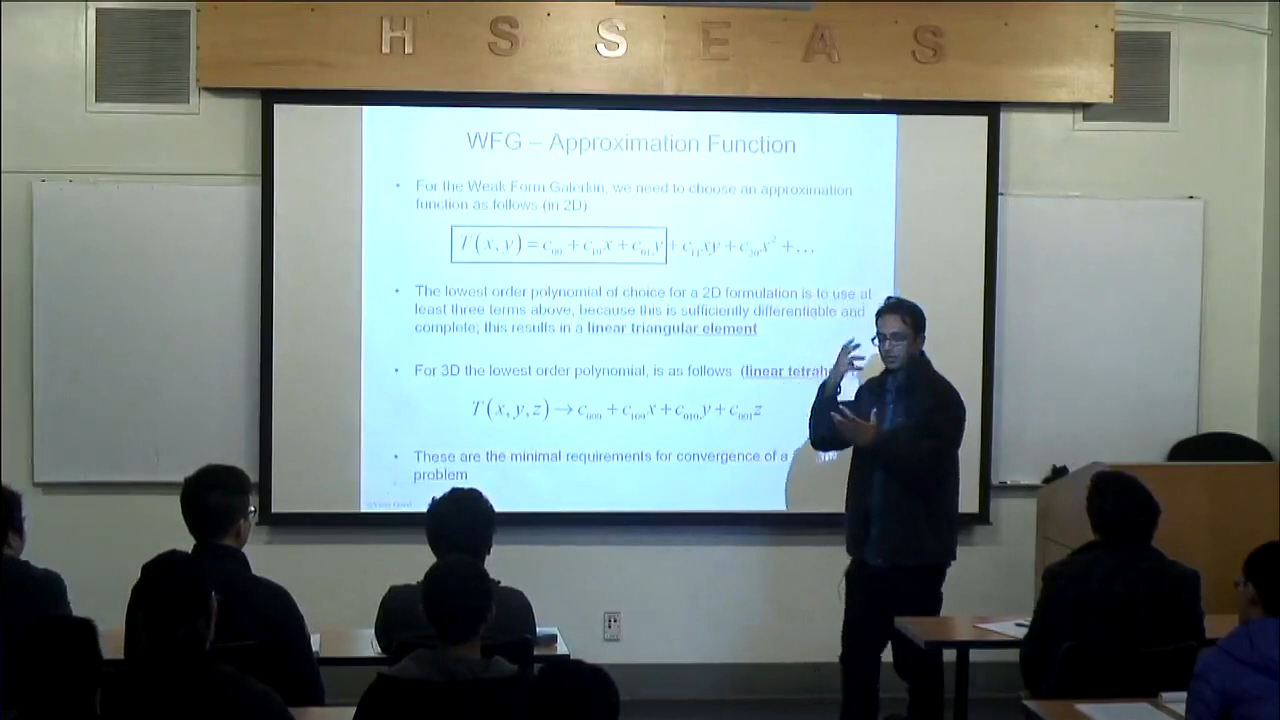 H S S E A S
WFG – Approximation Function
• For the Weak Form Galerkin, we need to choose an approximation
function as follows (in 2D)
T(x, y) = c₀₀ + c₁₀x + c₀₁y + c₁₁xy + c₂₀x² + …
• The lowest order polynomial of choice for a 2D formulation is to use at
least three terms above, because this is sufficiently differentiable and
complete; this results in a linear triangular element
• For 3D the lowest order polynomial, is as follows (linear
T(x, y, z) → c₀₀₀ + c₁₀₀x + c₀₁₀y + c₀₀₁z
• These are the minimal requirements for convergence of a
problem